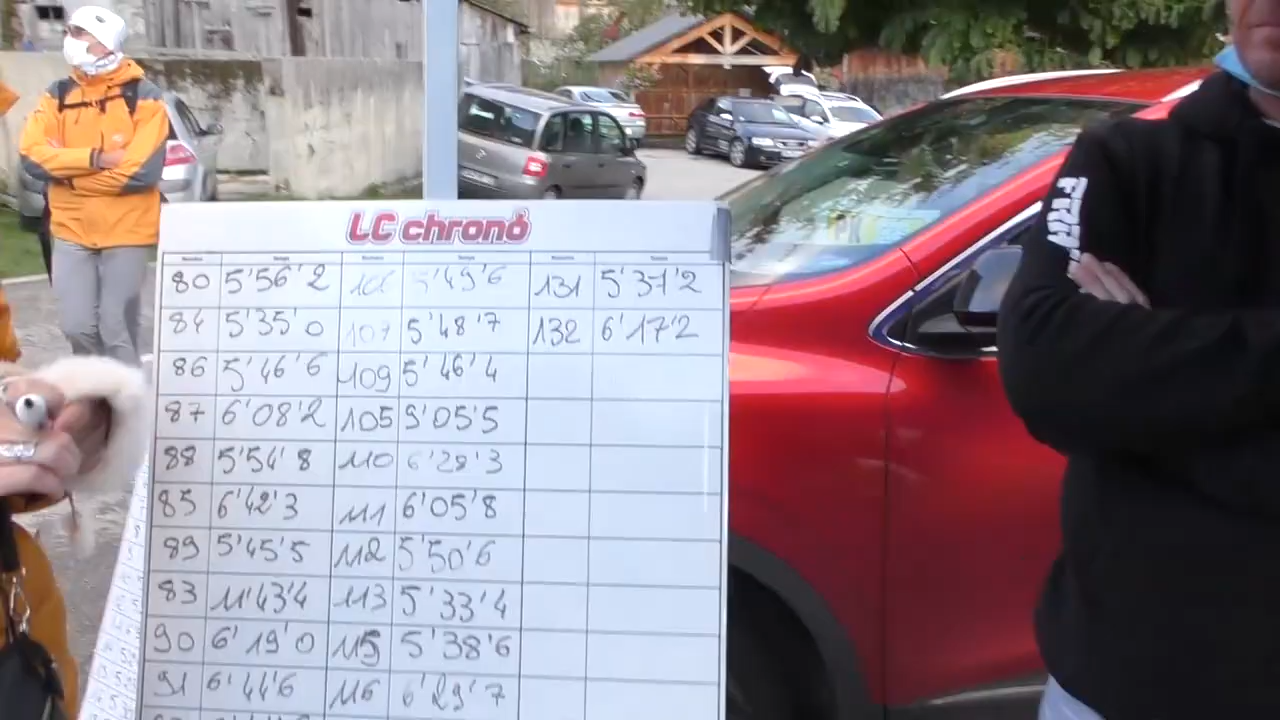 LC chrono
80 5'56'2 106 5'49'6 131 5'37'2
84 5'35'0 107 5'48'7 132 6'17'2
86 5'46'6 109 5'46'4
87 6'08'2 105 9'05'5
88 5'54'8 110 6'28'3
85 6'42'3 111 6'05'8
89 5'45'5 112 5'50'6
83 11'43'4 113 5'33'4
90 6'19'0 115 5'38'6
91 6'44'6 116 6'29'7